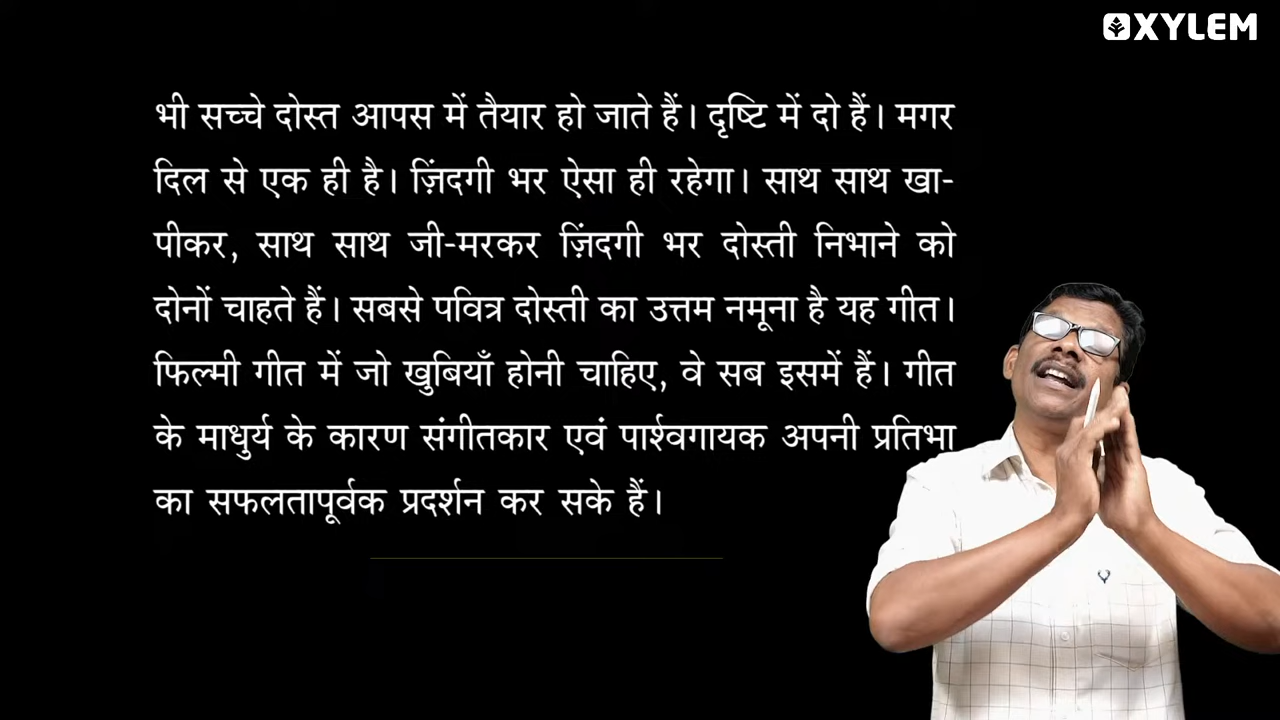 XYLEM
भी सच्चे दोस्त आपस में तैयार हो जाते हैं। दृष्टि में दो हैं। मगर
दिल से एक ही है। ज़िंदगी भर ऐसा ही रहेगा। साथ साथ खा-
पीकर, साथ साथ जी-मरकर ज़िंदगी भर दोस्ती निभाने को
दोनों चाहते हैं। सबसे पवित्र दोस्ती का उत्तम नमूना है यह गीत।
फिल्मी गीत में जो खुबियाँ होनी चाहिए, वे सब इसमें हैं। गीत
के माधुर्य के कारण संगीतकार एवं पार्श्वगायक अपनी प्रतिभा
का सफलतापूर्वक प्रदर्शन कर सके हैं।